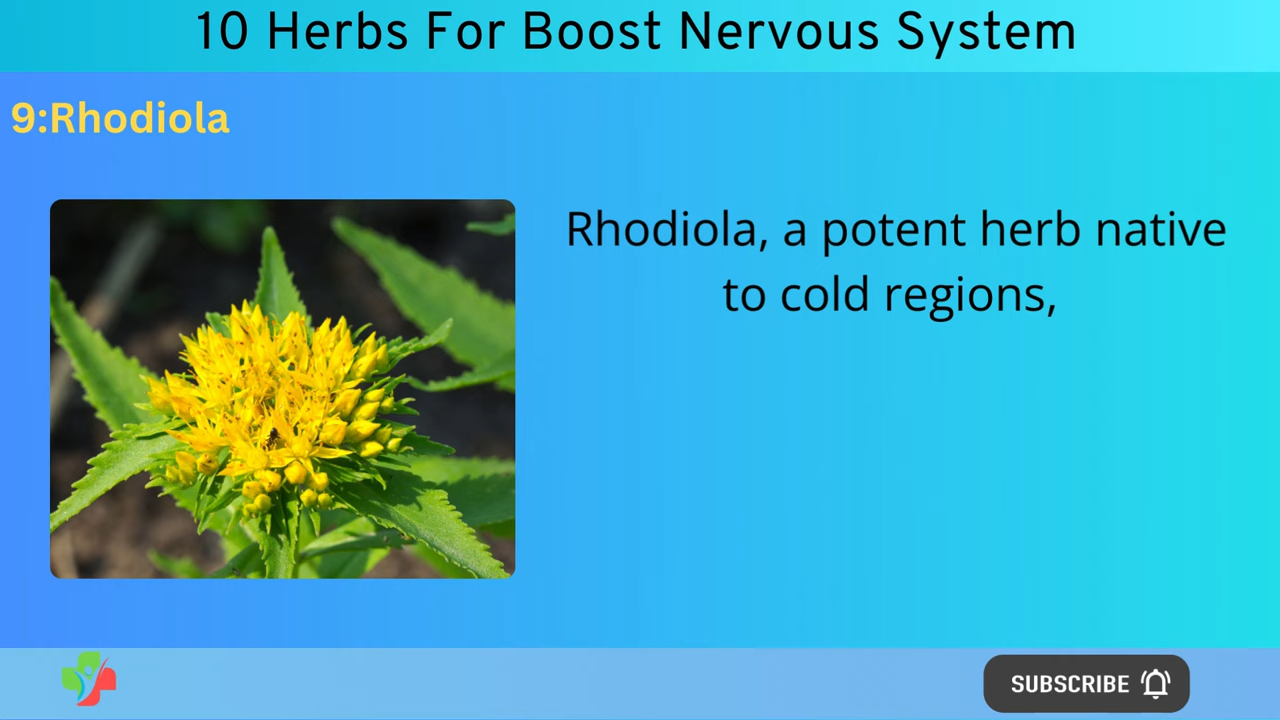 10 Herbs For Boost Nervous System
9:Rhodiola
Rhodiola, a potent herb native
to cold regions,
SUBSCRIBE